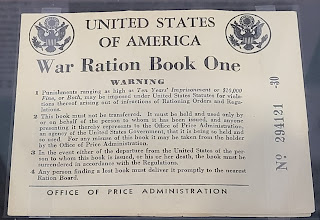 UNITED STATES
OF AMERICA
War Ration Book One
WARNING
1 Punishments ranging as high as Ten Years' Imprisonment or $10,000
Fine, or Both, may be imposed under United States Statutes for viola-
tions thereof arising out of infractions of Rationing Orders and Regu-
lations.
2 This book must not be transferred. It must be held and used only by
or on behalf of the person to whom it has been issued, and anyone
presenting it thereby represents to the Office of Price Administration,
an agency of the United States Government, that it is being so held and
so used. For any misuse of this book it may be taken from the holder
by the Office of Price Administration.
3 In the event either of the departure from the United States of the
person to whom this book is issued, or his or her death, the book must
be surrendered in accordance with the Regulations.
4 Any person finding a lost book must deliver it promptly to the nearest
Ration Board.
OFFICE OF PRICE ADMINISTRATION